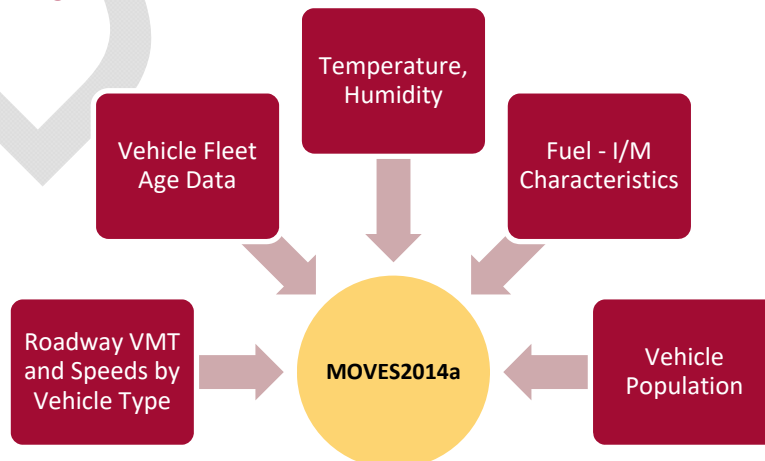 Temperature,
Humidity
Vehicle Fleet
Age Data
Fuel - I/M
Characteristics
Roadway VMT
and Speeds by
Vehicle Type
MOVES2014a
Vehicle
Population